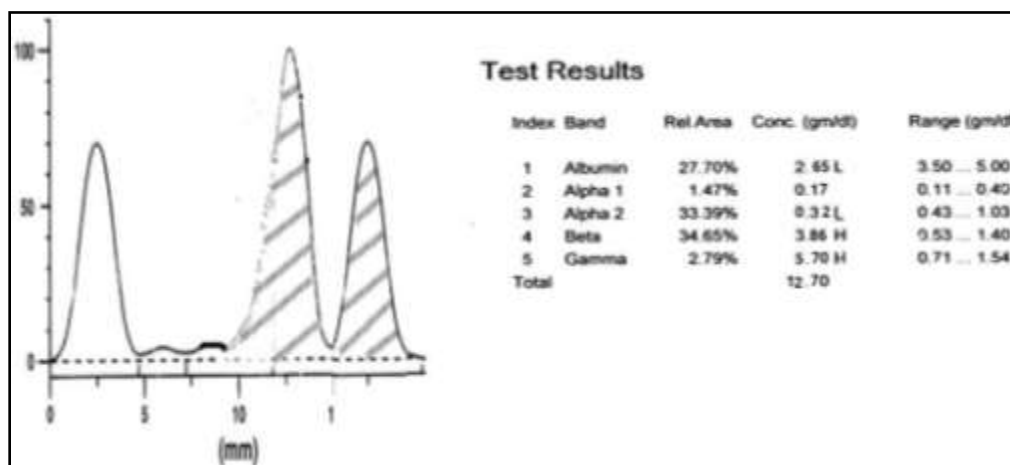 100
50
0
0 5 10 1
(mm)
Test Results
Index Band Rel.Area Conc. (gm/dl) Range (gm/d
1 Albumin 27.70% 2.65 L 3.50 ... 5.00
2 Alpha 1 1.47% 0.17 0.11 ... 0.40
3 Alpha 2 33.39% 0.32 L 0.43 ... 1.03
4 Beta 34.65% 3.86 H 0.53 ... 1.40
5 Gamma 2.79% 5.70 H 0.71 ... 1.54
Total 12.70